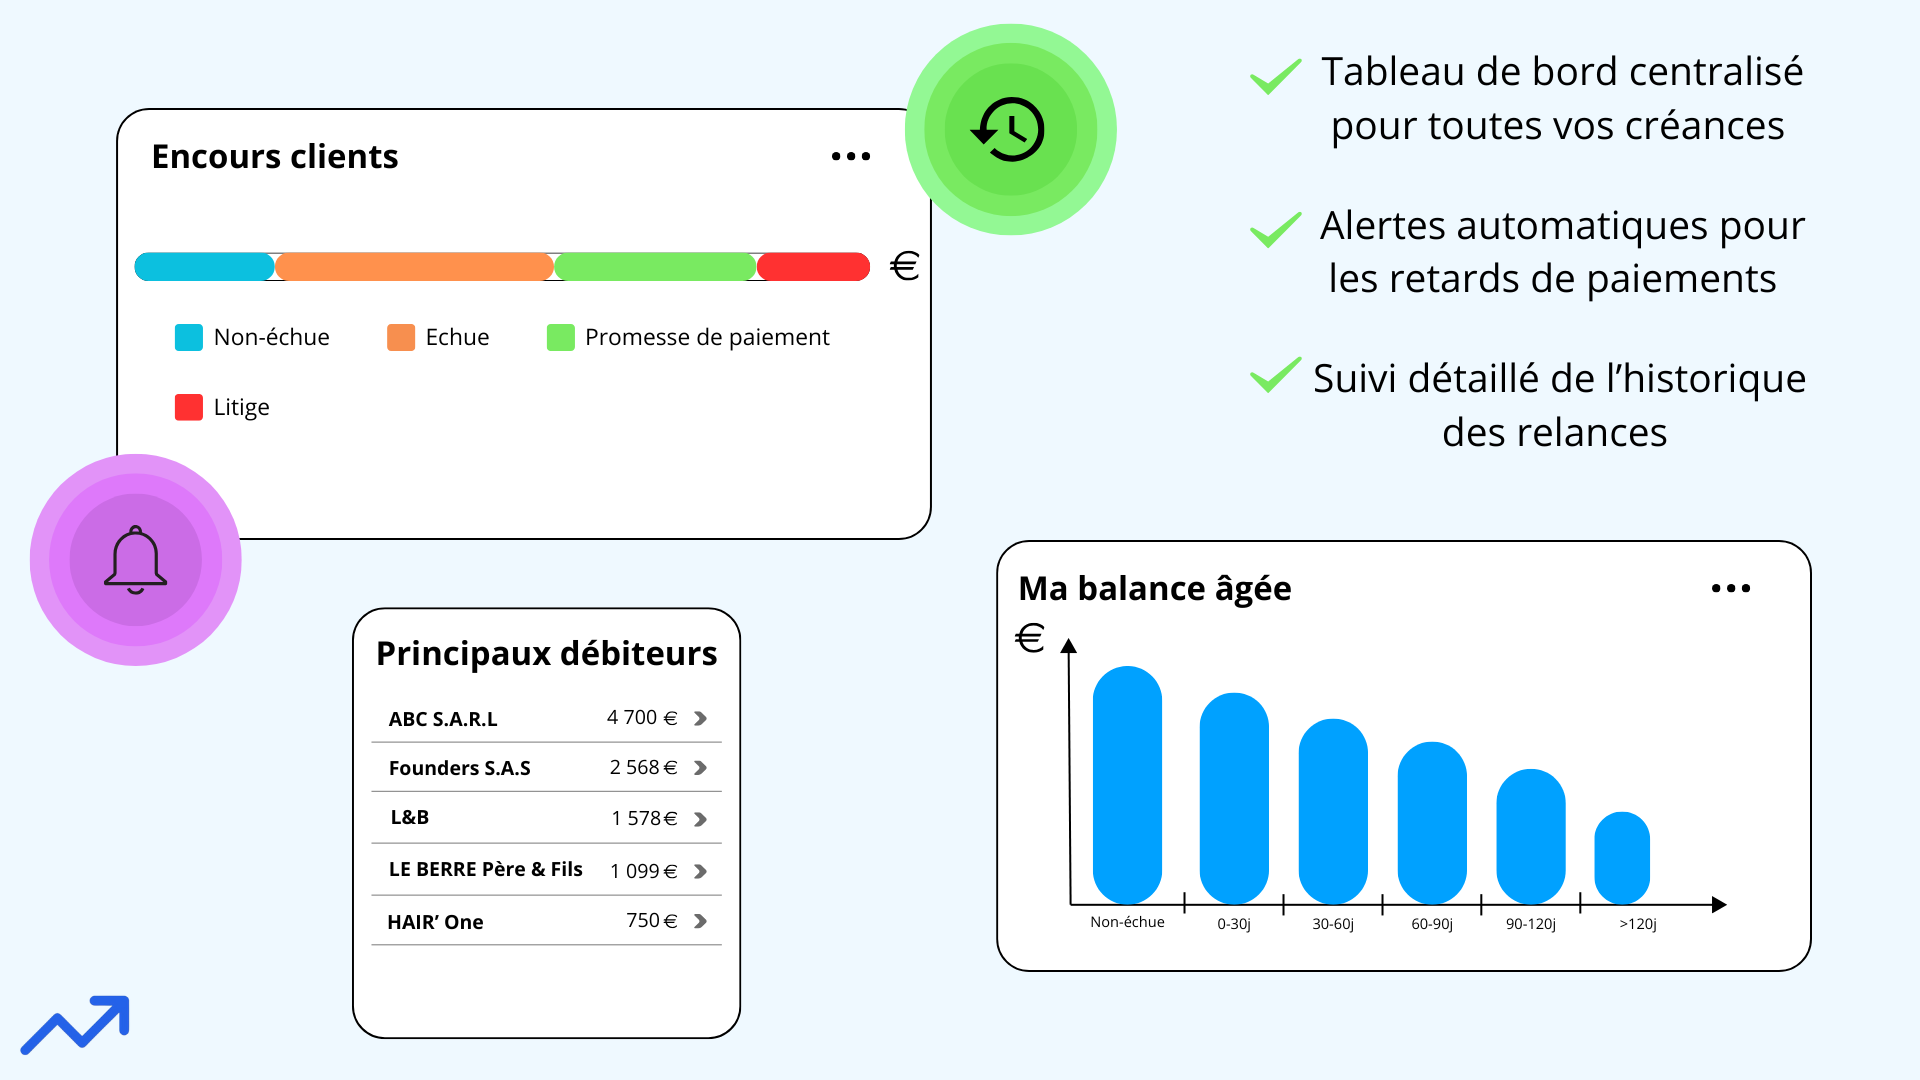 Encours clients
€
Non-échue
Echue
Promesse de paiement
Litige
Tableau de bord centralisé
pour toutes vos créances
Alertes automatiques pour
les retards de paiements
Suivi détaillé de l’historique
des relances
Principaux débiteurs
ABC S.A.R.L 4 700 €
Founders S.A.S 2 568 €
L&B 1 578 €
LE BERRE Père & Fils 1 099 €
HAIR’ One 750 €
Ma balance âgée
€
Non-échue 0-30j 30-60j 60-90j 90-120j >120j